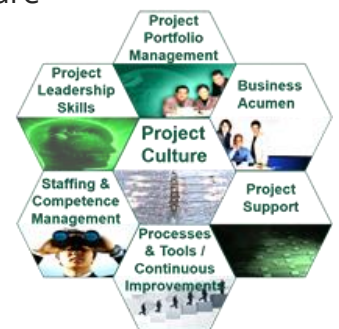 Project
Portfolio
Management
Project
Leadership
Skills
Business
Acumen
Project
Culture
Staffing &
Competence
Management
Project
Support
Processes
& Tools /
Continuous
Improvements